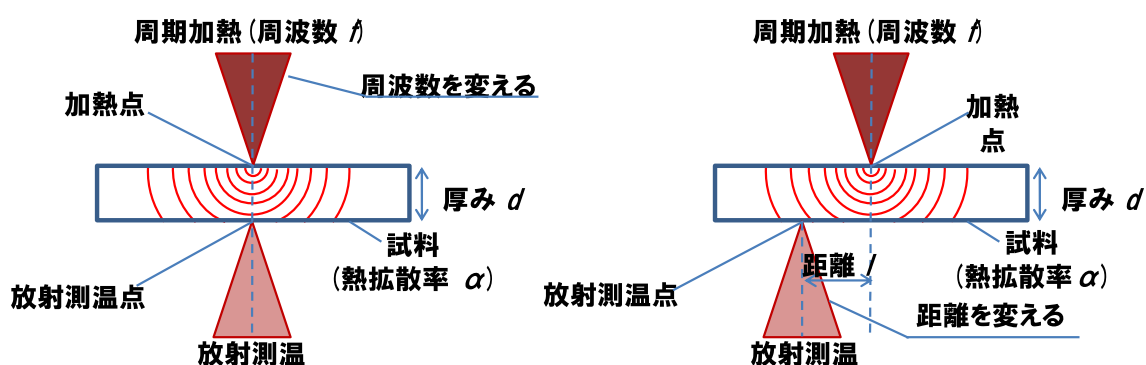 周期加熱(周波数 f)
周波数を変える
加熱点
厚み d
試料
(熱拡散率 α)
放射測温点
放射測温
周期加熱(周波数 f)
加熱
点
厚み d
試料
(熱拡散率 α)
距離 l
放射測温点
距離を変える
放射測温